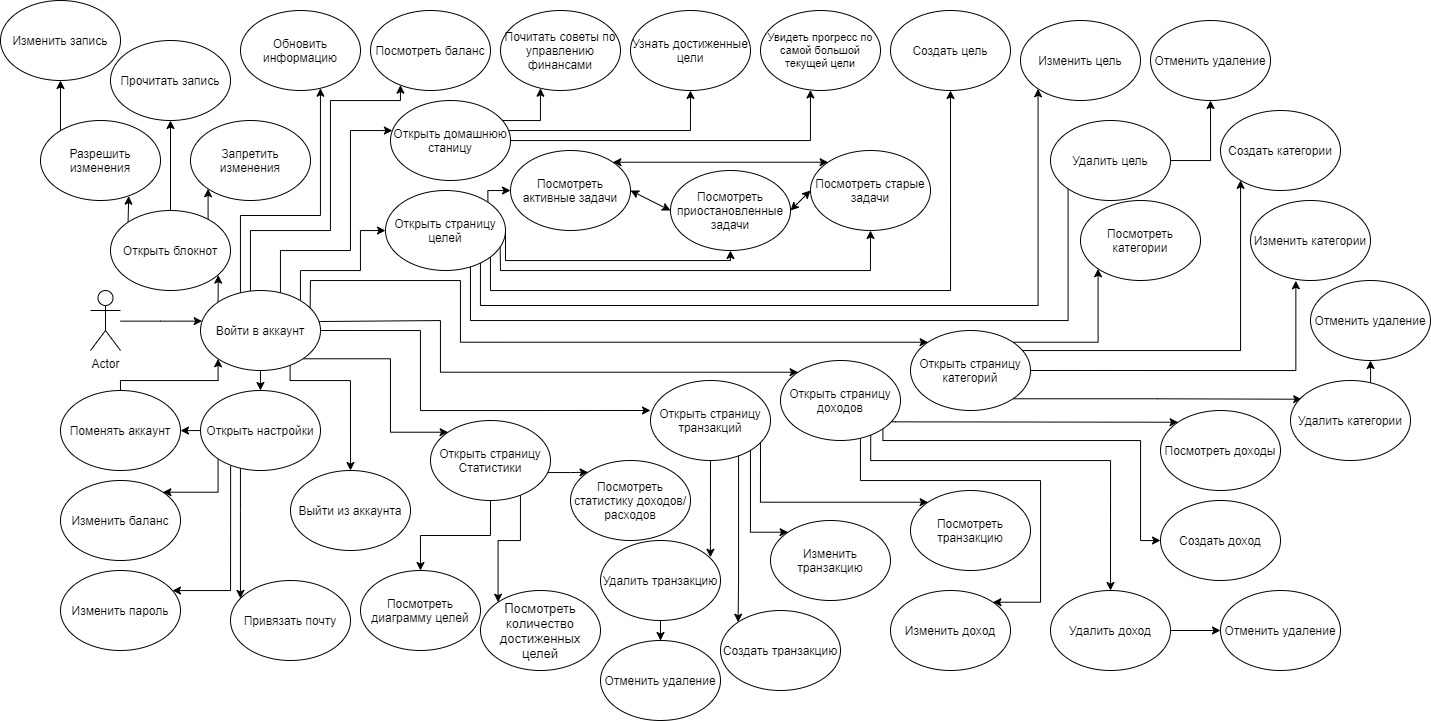 Изменить запись
Прочитать запись
Обновить
информацию
Посмотреть баланс
Почитать советы по
управлению
финансами
Узнать достиженные
цели
Увидеть прогресс по
самой большой
текущей цели
Создать цель
Изменить цель
Отменить удаление
Разрешить
изменения
Запретить
изменения
Открыть домашнюю
станицу
Удалить цель
Создать категории
Посмотреть
активные задачи
Посмотреть
приостановленные
задачи
Посмотреть старые
задачи
Открыть блокнот
Открыть страницу
целей
Посмотреть
категории
Изменить категории
Actor
Войти в аккаунт
Отменить удаление
Открыть страницу
категорий
Открыть страницу
доходов
Открыть страницу
транзакций
Удалить категории
Поменять аккаунт
Открыть настройки
Открыть страницу
Статистики
Посмотреть доходы
Изменить баланс
Выйти из аккаунта
Посмотреть
статистику доходов/
расходов
Посмотреть
транзакцию
Создать доход
Изменить
транзакцию
Удалить транзакцию
Изменить пароль
Привязать почту
Посмотреть
диаграмму целей
Посмотреть
количество
достиженных
целей
Создать транзакцию
Изменить доход
Удалить доход
Отменить удаление
Отменить удаление